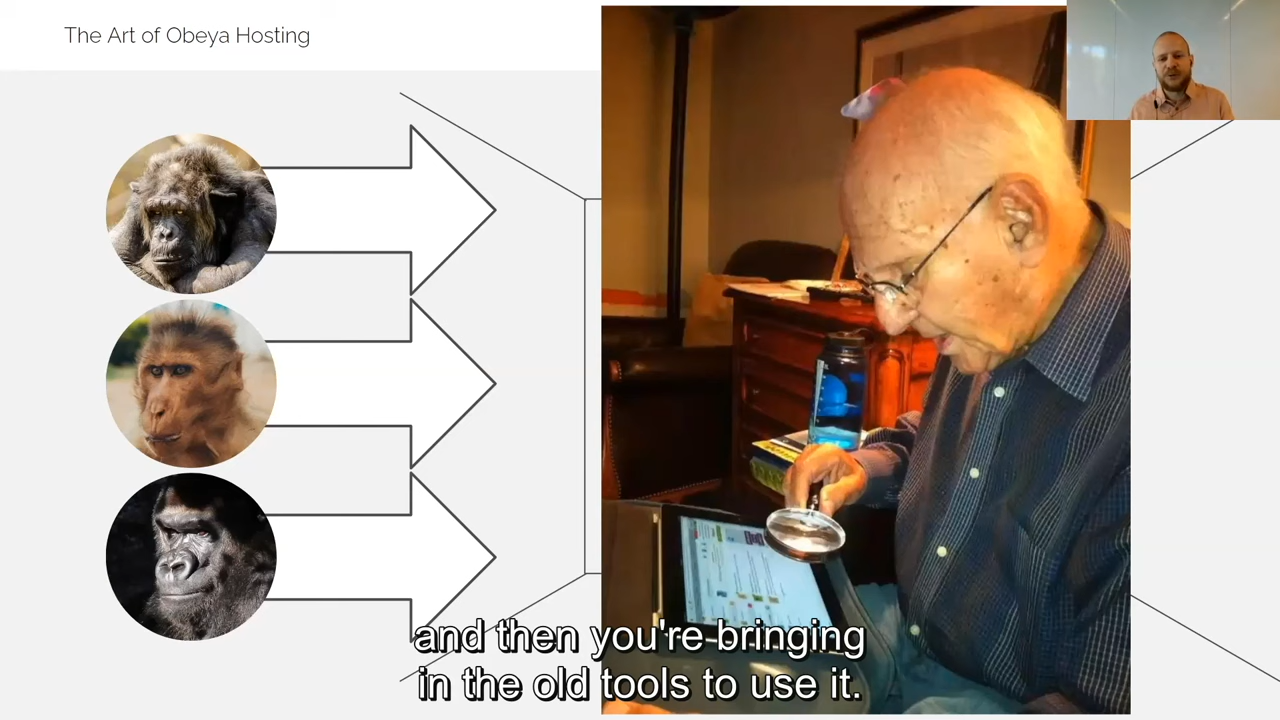 The Art of Obeya Hosting
and then you're bringing
in the old tools to use it.